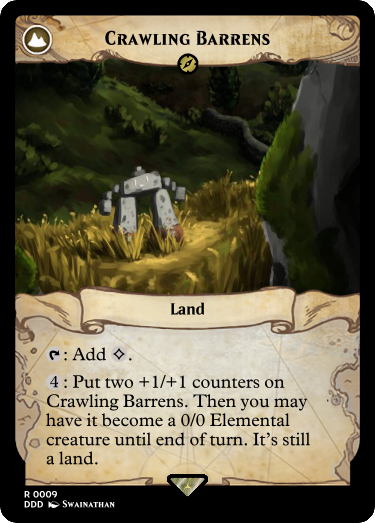 Crawling Barrens
Land
: Add .
4 : Put two +1/+1 counters on
Crawling Barrens. Then you may
have it become a 0/0 Elemental
creature until end of turn. It's still
a land.
R 0009
DDD Swainathan